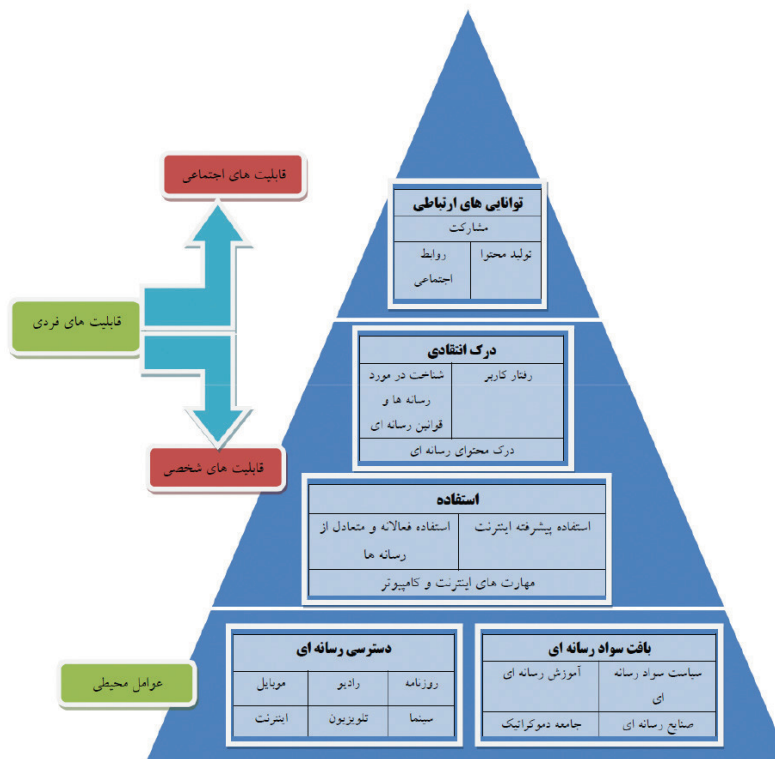 قابلیت های اجتماعی
قابلیت های فردی
قابلیت های شخصی
توانایی های ارتباطی
مشارکت
تولید محتوا
روابط
اجتماعی
درک انتقادی
رفتار کاربر
شناخت در مورد
رسانه ها و
قوانین رسانه ای
درک محتوای رسانه ای
استفاده
استفاده پیشرفته اینترنت
استفاده فعالانه و متعادل از
رسانه ها
مهارت های اینترنت و کامپیوتر
عوامل محیطی
بافت سواد رسانه ای
سیاست سواد رسانه
ای
آموزش رسانه ای
صنایع رسانه ای
جامعه دموکراتیک
دسترسی رسانه ای
روزنامه
رادیو
موبایل
سینما
تلویزیون
اینترنت